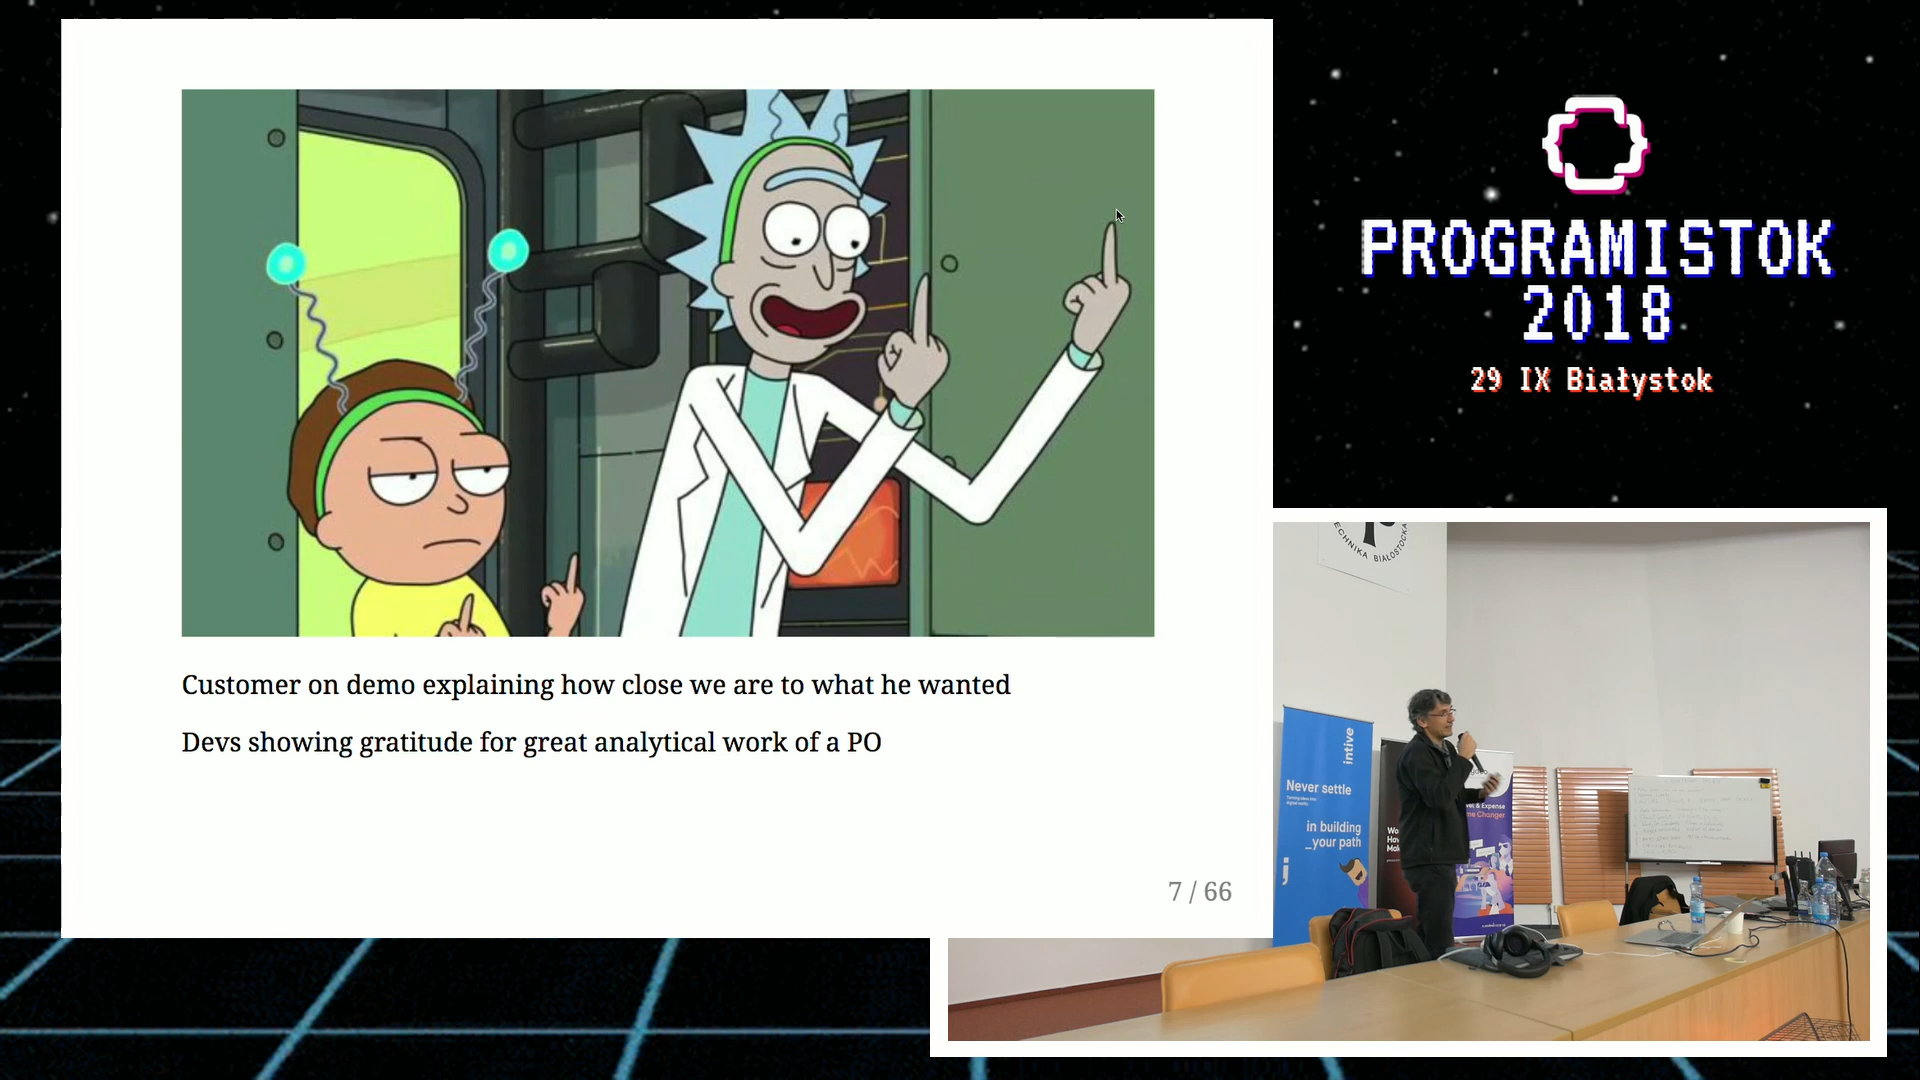 Customer on demo explaining how close we are to what he wanted
Devs showing gratitude for great analytical work of a PO
7 / 66
PROGRAMISTOK
2018
29 IX Białystok
intive
Never settle
in building
_your path